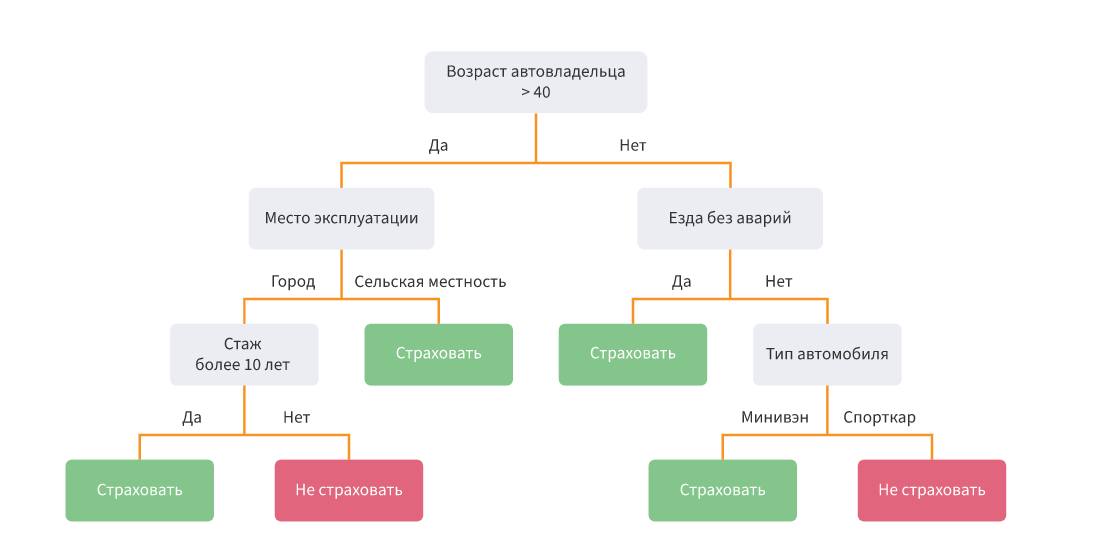 Возраст автовладельца
> 40
Да
Нет
Место эксплуатации
Езда без аварий
Город
Сельская местность
Да
Нет
Стаж
более 10 лет
Страховать
Страховать
Тип автомобиля
Да
Нет
Минивэн
Спорткар
Страховать
Не страховать
Страховать
Не страховать